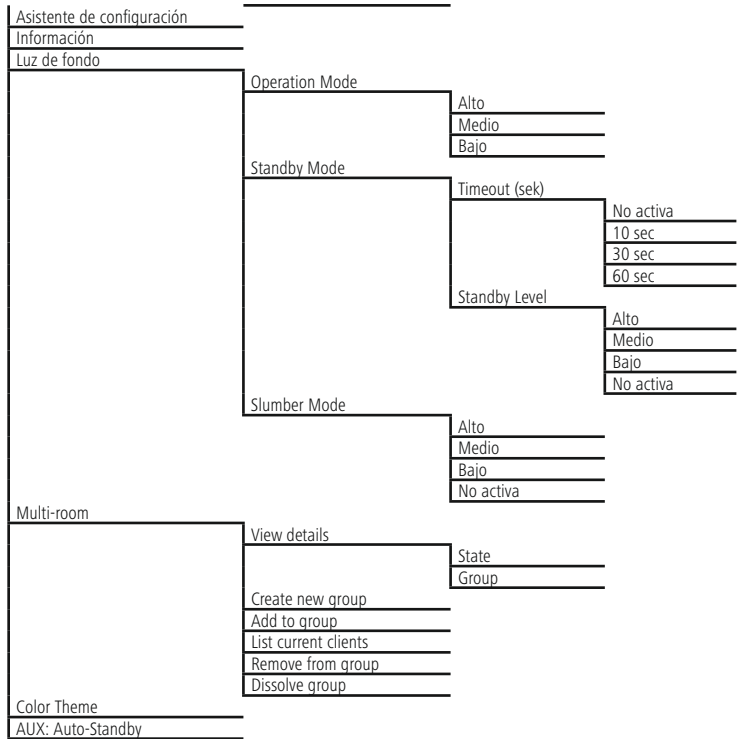 Asistente de configuración
Información
Luz de fondo
Operation Mode
Alto
Medio
Bajo
Standby Mode
Timeout (sek)
No activa
10 sec
30 sec
60 sec
Standby Level
Alto
Medio
Bajo
No activa
Slumber Mode
Alto
Medio
Bajo
No activa
Multi-room
View details
State
Group
Create new group
Add to group
List current clients
Remove from group
Dissolve group
Color Theme
AUX: Auto-Standby